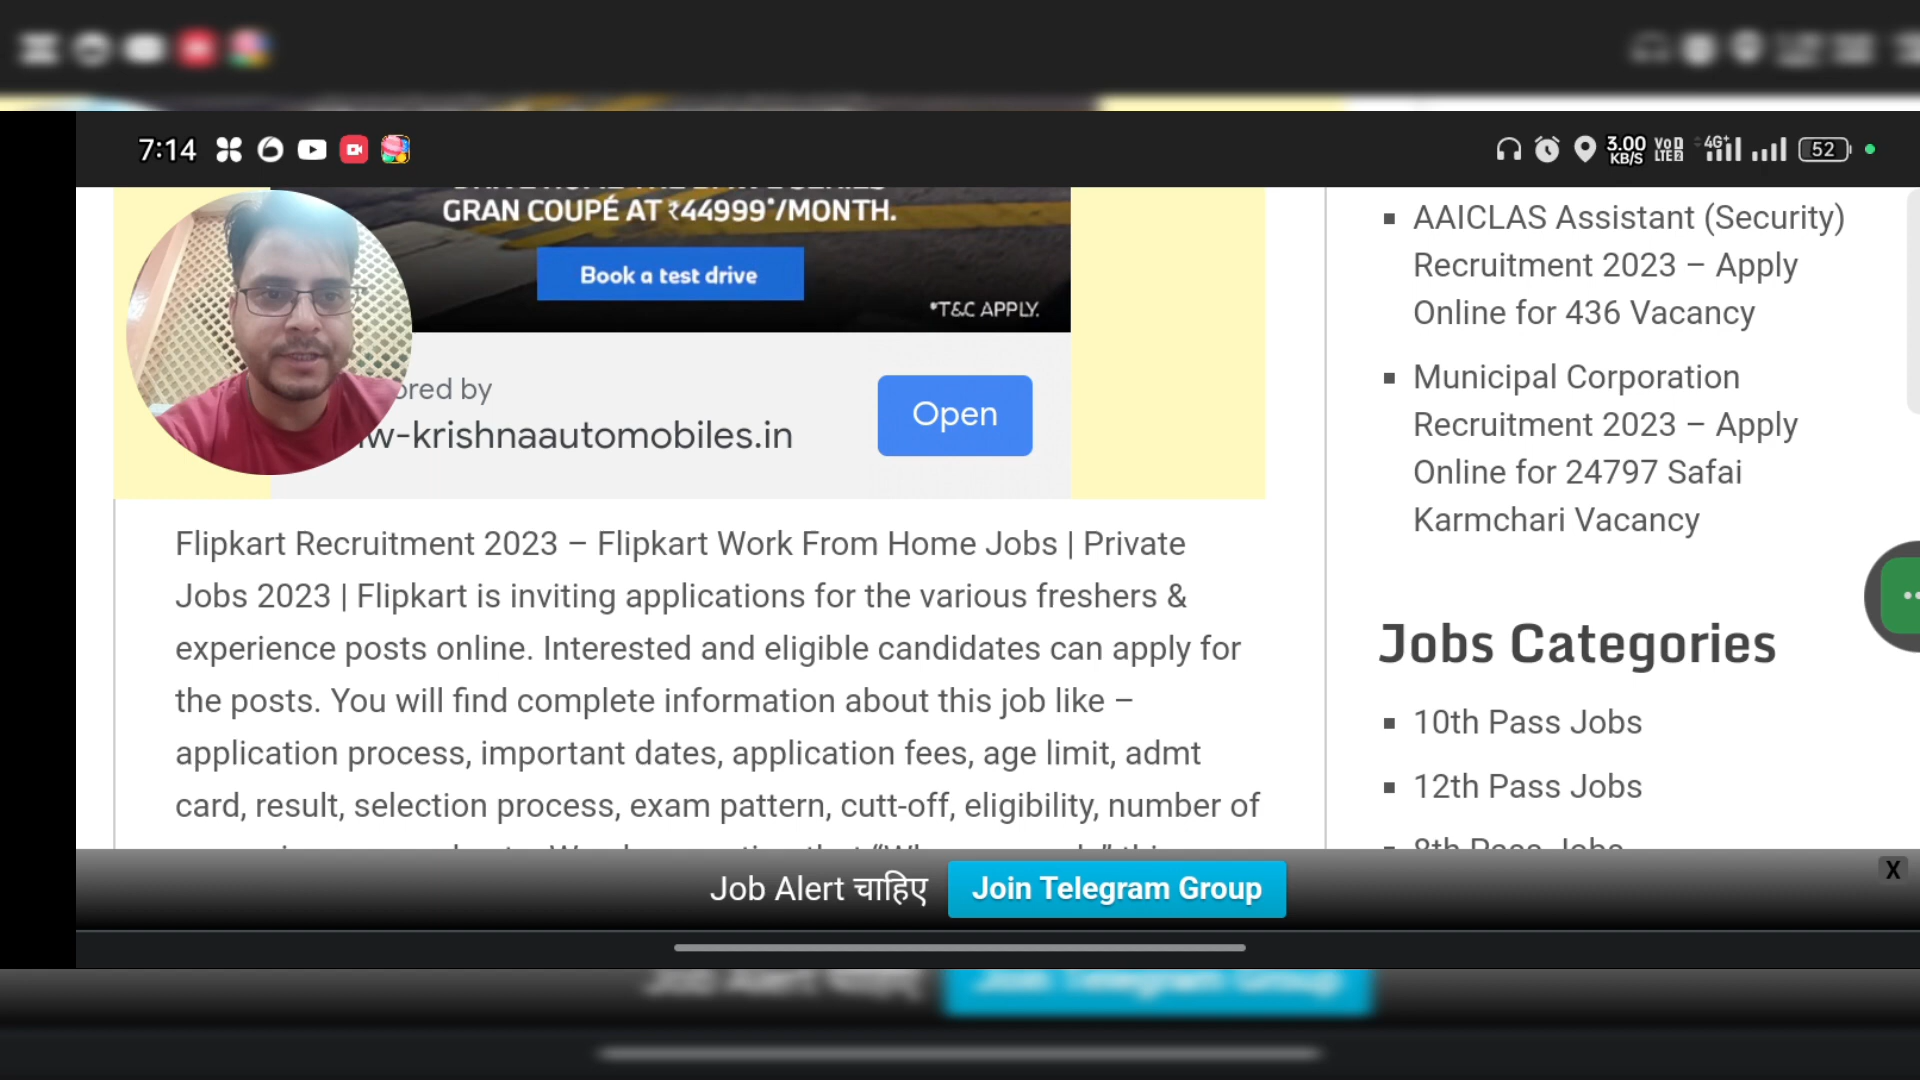 7:14
3.00
KB/S
VoD
LTE2
4G+
52
GRAN COUPÉ AT ₹44999*/MONTH.
Book a test drive
*T&C APPLY.
ored by
w-krishnaautomobiles.in
Open
Flipkart Recruitment 2023 – Flipkart Work From Home Jobs | Private
Jobs 2023 | Flipkart is inviting applications for the various freshers &
experience posts online. Interested and eligible candidates can apply for
the posts. You will find complete information about this job like –
application process, important dates, application fees, age limit, admt
card, result, selection process, exam pattern, cutt-off, eligibility, number of
AAICLAS Assistant (Security)
Recruitment 2023 – Apply
Online for 436 Vacancy
Municipal Corporation
Recruitment 2023 – Apply
Online for 24797 Safai
Karmchari Vacancy
Jobs Categories
10th Pass Jobs
12th Pass Jobs
8th Pass Jobs
Job Alert चाहिए
Join Telegram Group
X